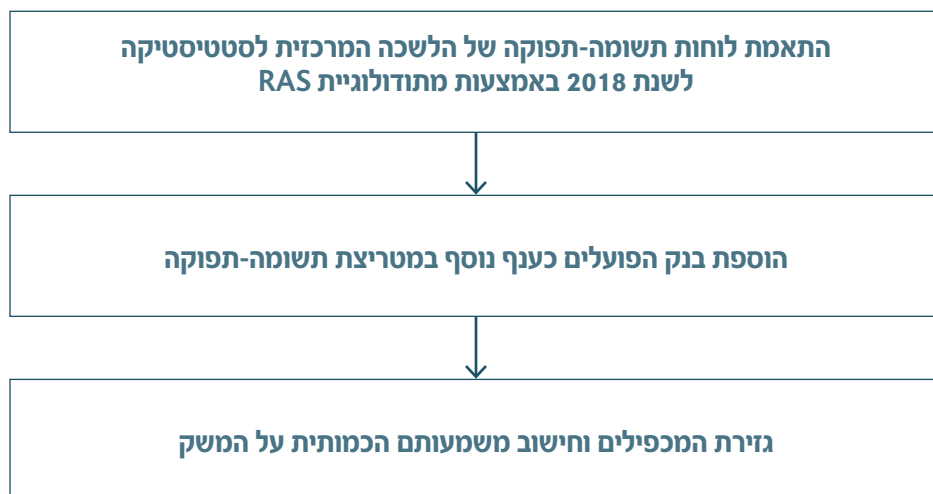 התאמת לוחות תשומה-תפוקה של הלשכה המרכזית לסטטיסטיקה
לשנת 2018 באמצעות מתודולוגיית RAS
הוספת בנק הפועלים כענף נוסף במטריצת תשומה-תפוקה
גזירת המכפילים וחישוב משמעותם הכמותית על המשק